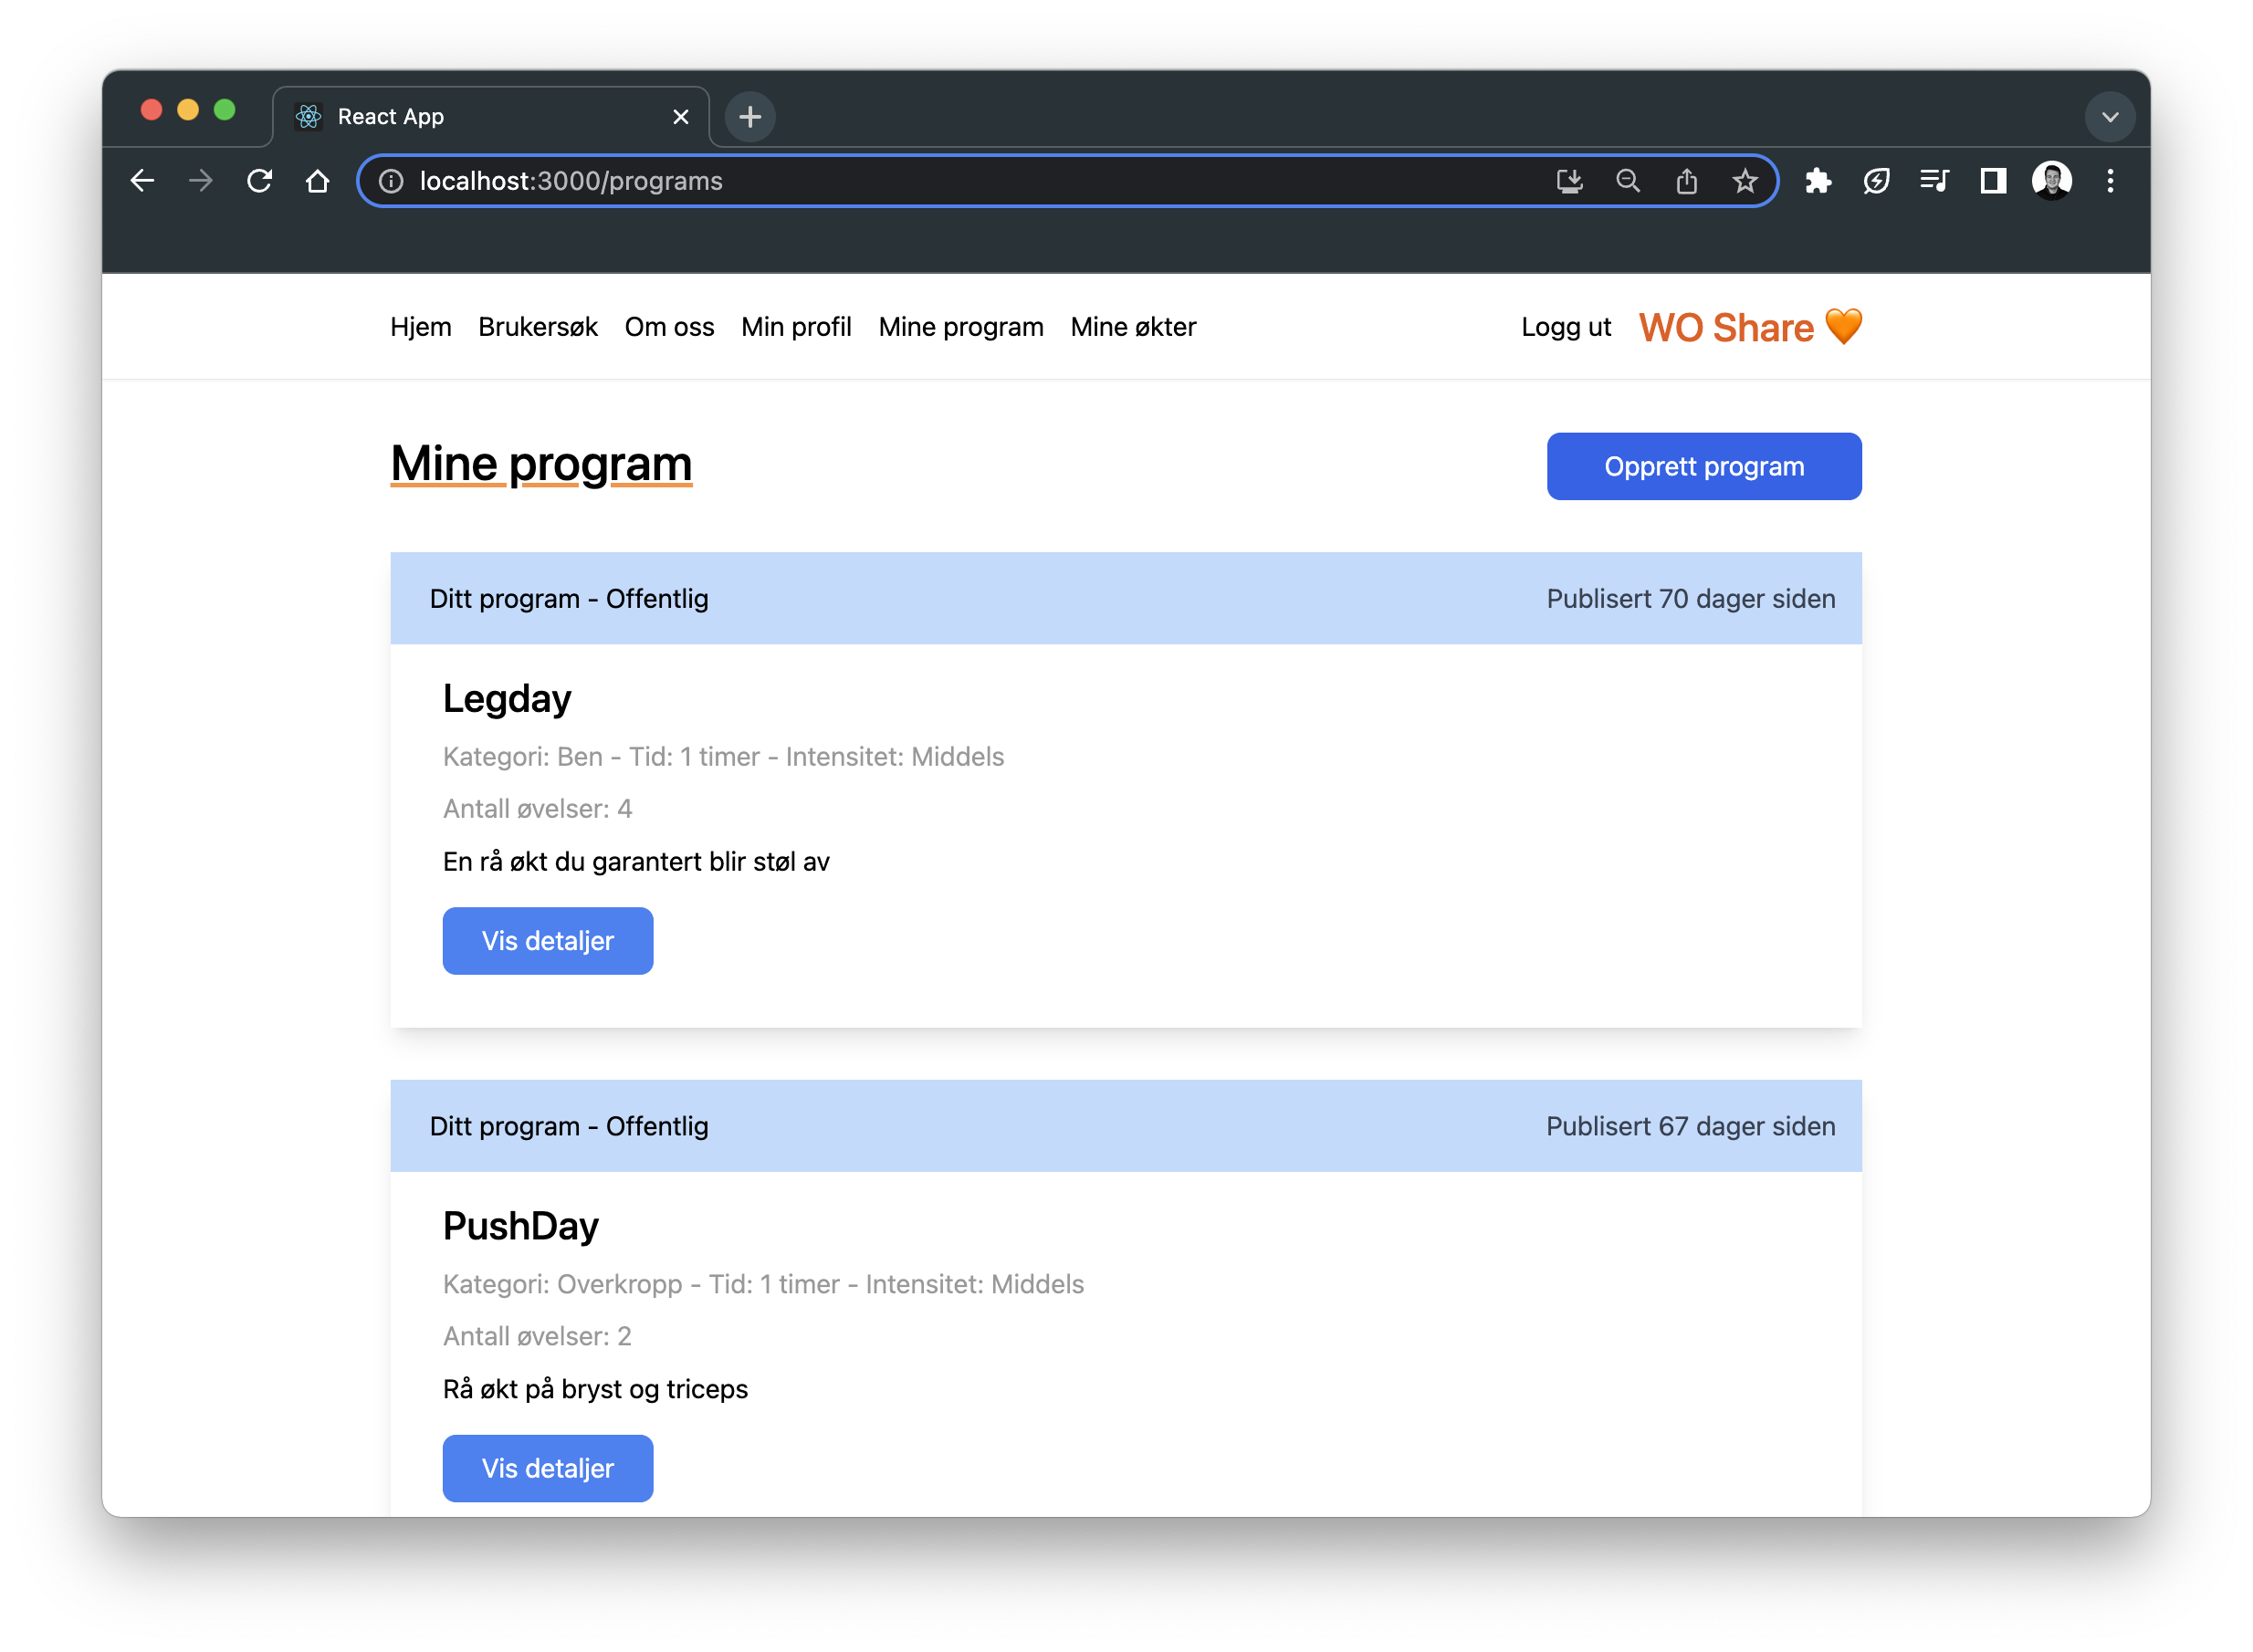 React App
localhost:3000/programs
Hjem Brukersøk Om oss Min profil Mine program Mine økter Logg ut WO Share 🧡
Mine program
Opprett program
Ditt program - Offentlig Publisert 70 dager siden
Legday
Kategori: Ben - Tid: 1 timer - Intensitet: Middels
Antall øvelser: 4
En rå økt du garantert blir støl av
Vis detaljer
Ditt program - Offentlig Publisert 67 dager siden
PushDay
Kategori: Overkropp - Tid: 1 timer - Intensitet: Middels
Antall øvelser: 2
Rå økt på bryst og triceps
Vis detaljer